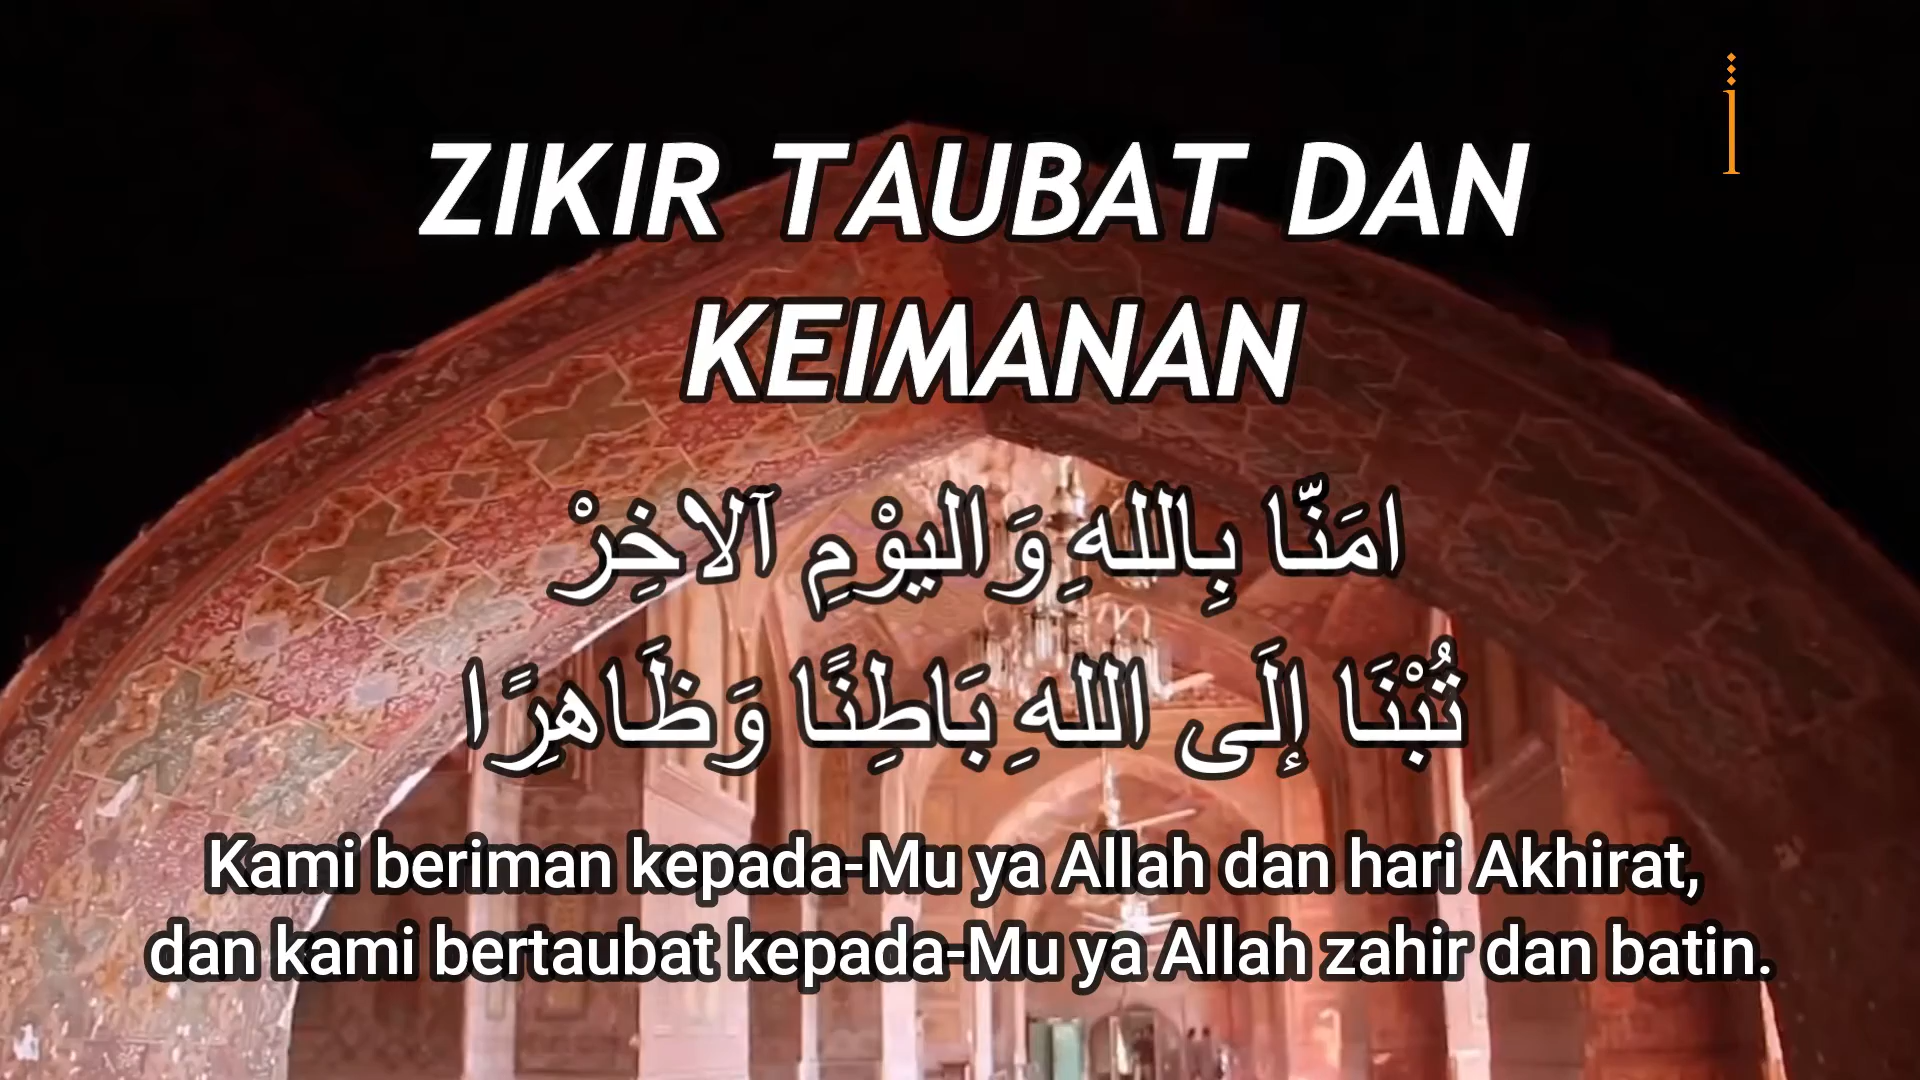 ZIKIR TAUBAT DAN
KEIMANAN
امَنَّا بِاللهِ وَاليوْمِ آلاخِرْ
تُبْنَا إلَى اللهِ بَاطِنًا وَظَاهِرًا
Kami beriman kepada-Mu ya Allah dan hari Akhirat,
dan kami bertaubat kepada-Mu ya Allah zahir dan batin.